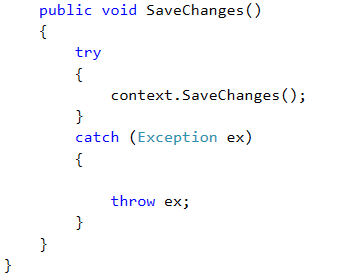 public void SaveChanges()
{
try
{
context.SaveChanges();
}
catch (Exception ex)
{
throw ex;
}
}
}